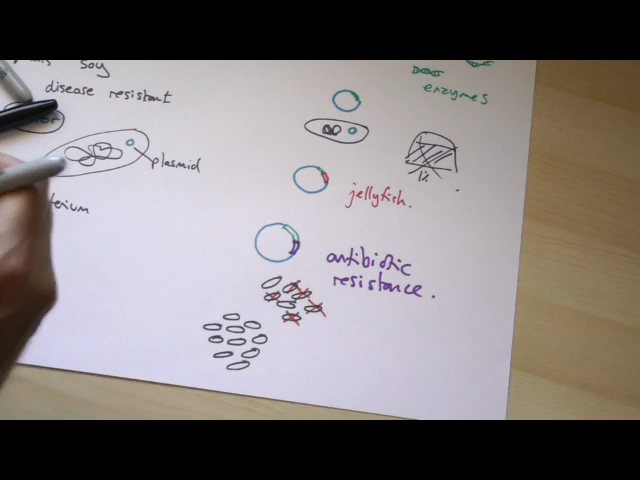 soy
disease resistant
enzymes
plasmid
jellyfish.
antibiotic
resistance.